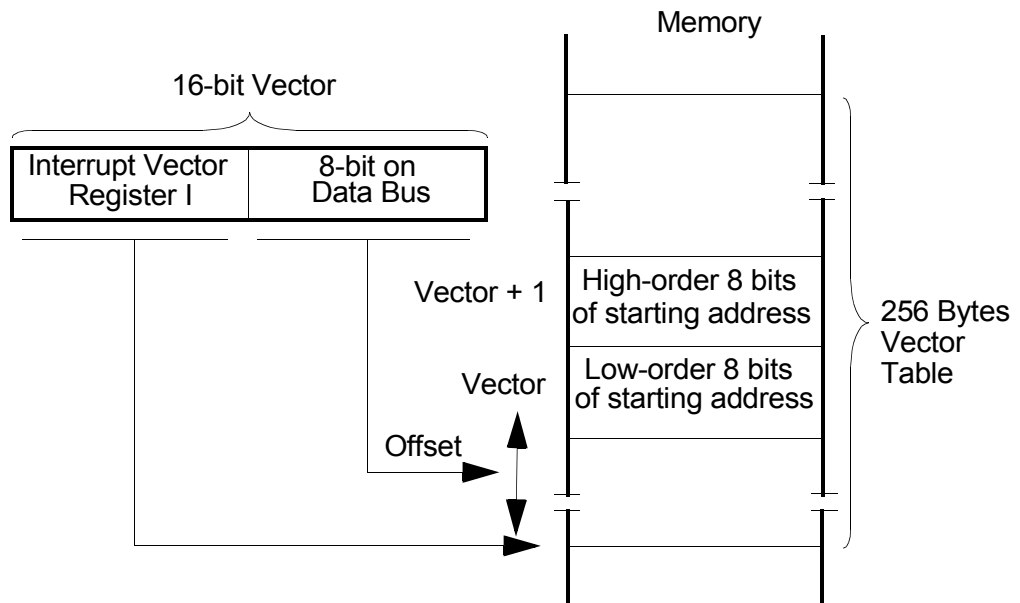 Memory
16-bit Vector
Interrupt Vector
Register I
8-bit on
Data Bus
Vector + 1
High-order 8 bits
of starting address
256 Bytes
Vector
Table
Vector
Low-order 8 bits
of starting address
Offset